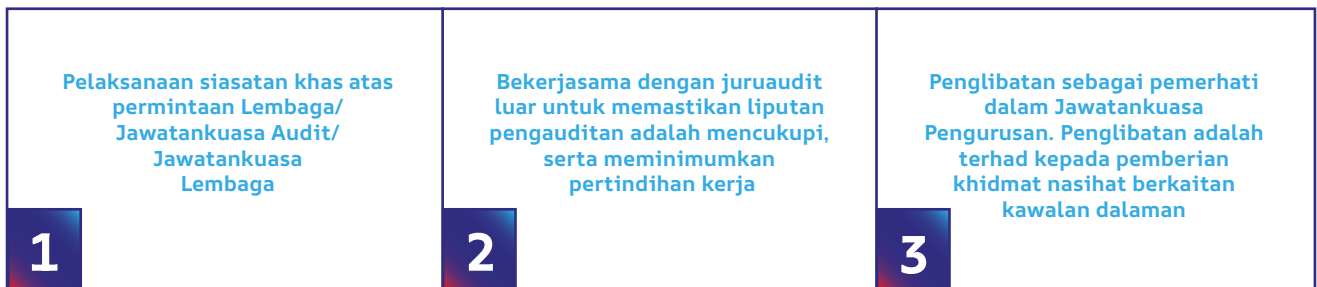 Pelaksanaan siasatan khas atas
permintaan Lembaga/
Jawatankuasa Audit/
Jawatankuasa
Lembaga
1
Bekerjasama dengan juruaudit
luar untuk memastikan liputan
pengauditan adalah mencukupi,
serta meminimumkan
pertindihan kerja
2
Penglibatan sebagai pemerhati
dalam Jawatankuasa
Pengurusan. Penglibatan adalah
terhad kepada pemberian
khidmat nasihat berkaitan
kawalan dalaman
3